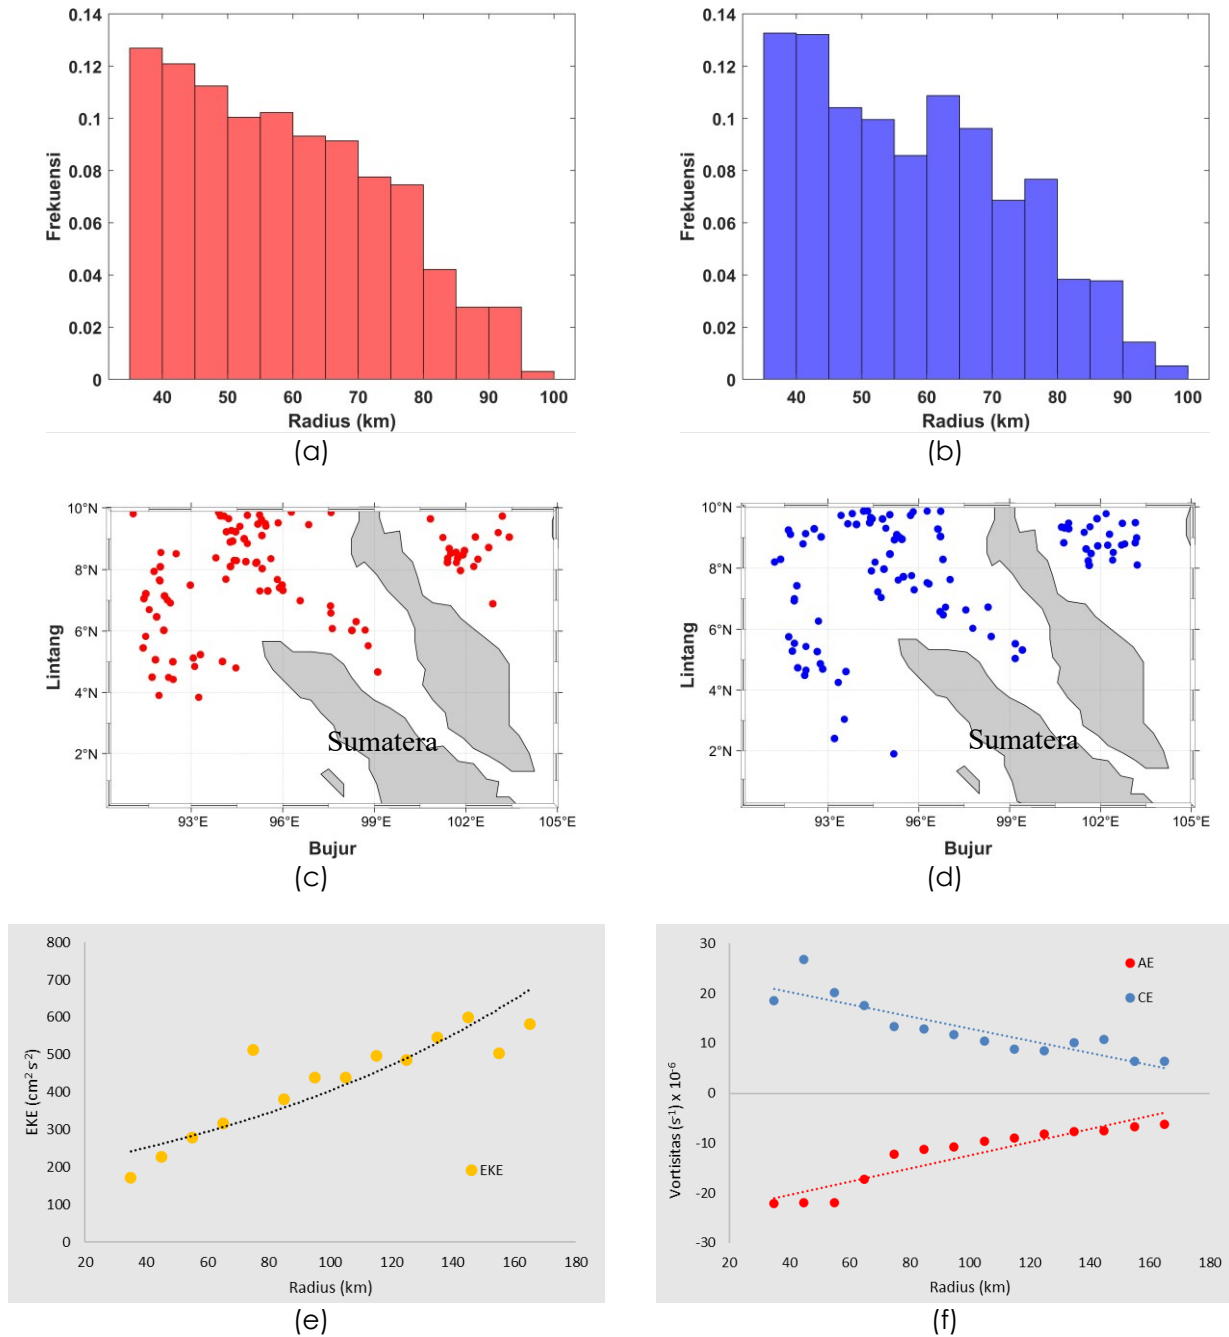 0.14
0.12
0.1
0.08
0.06
0.04
0.02
0
Frekuensi
40 50 60 70 80 90 100
Radius (km)
(a)
0.14
0.12
0.1
0.08
0.06
0.04
0.02
0
Frekuensi
40 50 60 70 80 90 100
Radius (km)
(b)
10°N
8°N
6°N
4°N
2°N
Lintang
Sumatera
93°E 96°E 99°E 102°E 105°E
Bujur
(c)
10°N
8°N
6°N
4°N
2°N
Lintang
Sumatera
93°E 96°E 99°E 102°E 105°E
Bujur
(d)
800
700
600
500
400
300
200
100
0
EKE (cm² s⁻²)
EKE
20 40 60 80 100 120 140 160 180
Radius (km)
(e)
30
20
10
0
-10
-20
-30
Vortisitas (s⁻¹) x 10⁻⁶
AE
CE
20 40 60 80 100 120 140 160 180
Radius (km)
(f)